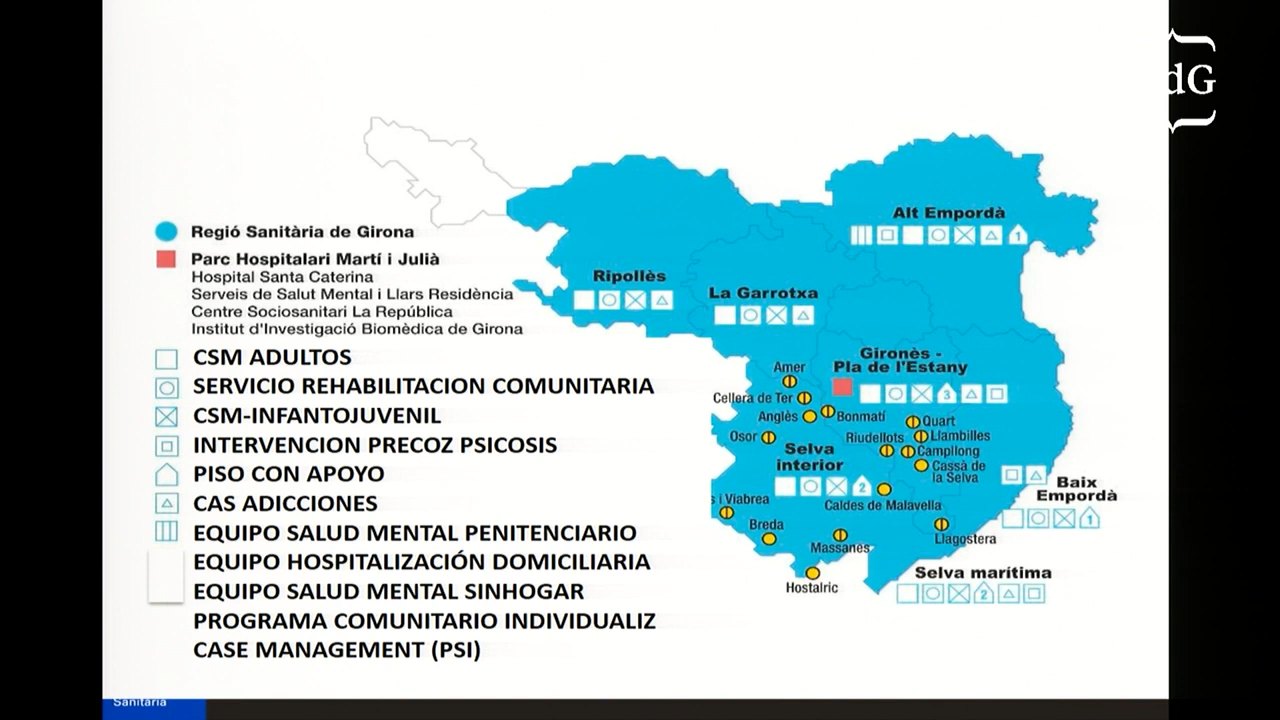 dG
Regió Sanitària de Girona
Parc Hospitalari Martí i Julià
Hospital Santa Caterina
Serveis de Salut Mental i Llars Residència
Centre Sociosanitari La República
Institut d'Investigació Biomèdica de Girona
CSM ADULTOS
SERVICIO REHABILITACION COMUNITARIA
CSM-INFANTOJUVENIL
INTERVENCION PRECOZ PSICOSIS
PISO CON APOYO
CAS ADICCIONES
EQUIPO SALUD MENTAL PENITENCIARIO
EQUIPO HOSPITALIZACIÓN DOMICILIARIA
EQUIPO SALUD MENTAL SINHOGAR
PROGRAMA COMUNITARIO INDIVIDUALIZ
CASE MANAGEMENT (PSI)
Alt Empordà
1
Ripollès
La Garrotxa
Gironès -
Pla de l'Estany
3
Amer
Cellera de Ter
Anglès
Bonmatí
Osor
Quart
Riudellots
Llambilles
Campllong
Cassà de
la Selva
Selva
interior
2
Caldes de Malavella
s i Viabrea
Breda
Massanes
Hostalric
Llagostera
Baix
Empordà
1
Selva marítima
2
Sanitària